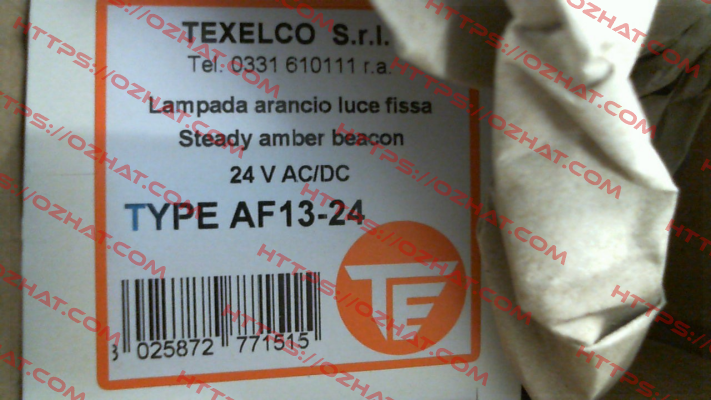 TEXELCO S.r.l.
Tel. 0331 610111 r.a.
Lampada arancio luce fissa
Steady amber beacon
24 V AC/DC
TYPE AF13-24
TE
8 025872 771515
HTTPS://OZHAT.COM